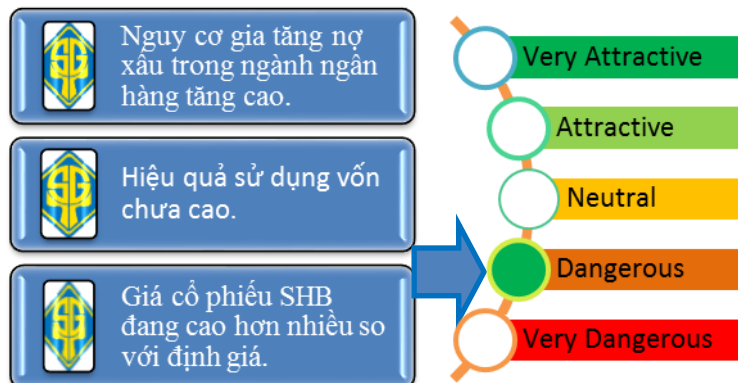 Nguy cơ gia tăng nợ
xấu trong ngành ngân
hàng tăng cao.
Hiệu quả sử dụng vốn
chưa cao.
Giá cổ phiếu SHB
đang cao hơn nhiều so
với định giá.
Very Attractive
Attractive
Neutral
Dangerous
Very Dangerous